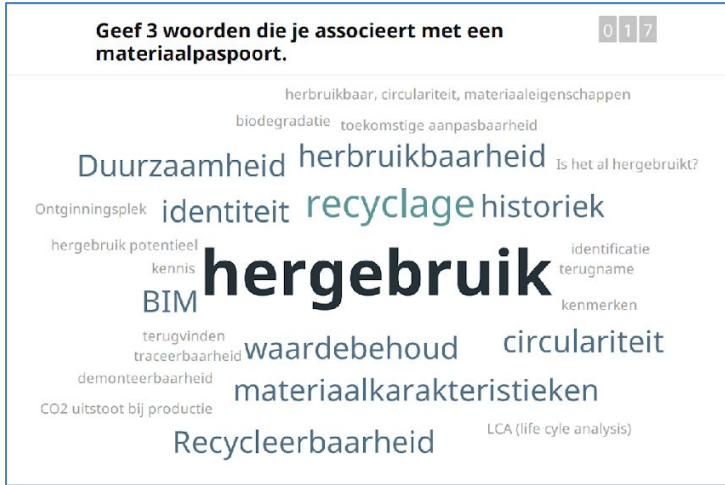 Geef 3 woorden die je associeert met een
materiaalpaspoort.
017
herbruikbaar, circulariteit, materiaaleigenschappen
biodegradatie toekomstige aanpasbaarheid
Duurzaamheid herbruikbaarheid Is het al hergebruikt?
Ontginningsplek identiteit recyclage historiek
hergebruik potentieel hergebruik identificatie
kennis terugname
BIM kenmerken
terugvinden waardebehoud circulariteit
traceerbaarheid
demonteerbaarheid materiaalkarakteristieken
CO2 uitstoot bij productie
Recycleerbaarheid LCA (life cyle analysis)